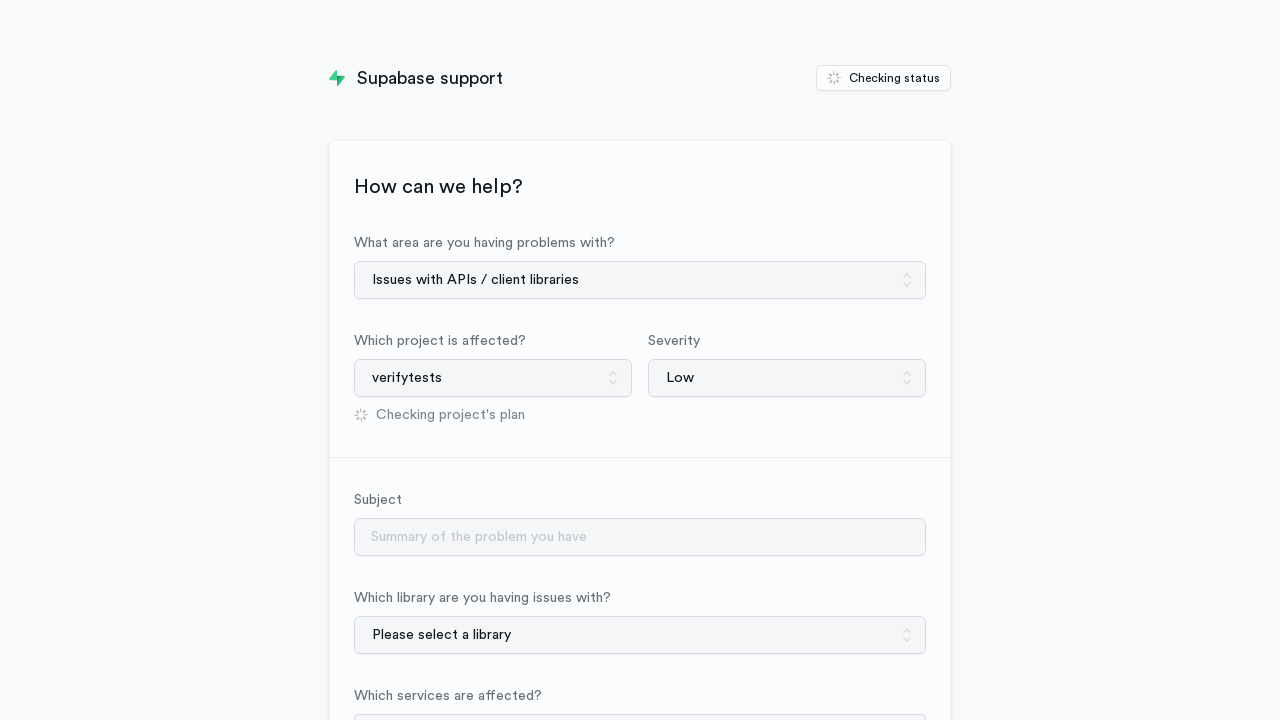 Supabase support
Checking status
How can we help?
What area are you having problems with?
Issues with APIs / client libraries
Which project is affected?
Severity
verifytests
Low
Checking project's plan
Subject
Summary of the problem you have
Which library are you having issues with?
Please select a library
Which services are affected?